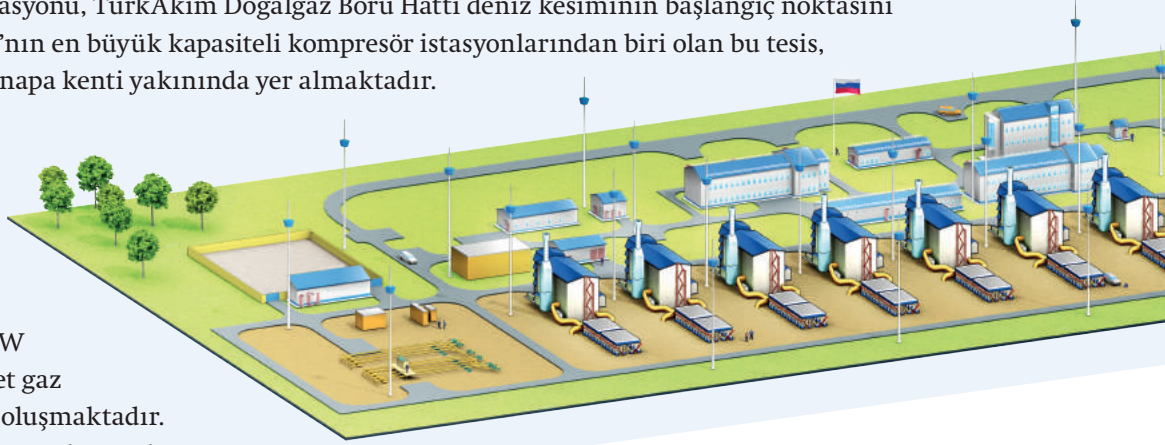 asyonu, TürkAkım Doğalgaz Boru Hattı deniz kesiminin başlangıç noktasını
’nın en büyük kapasiteli kompresör istasyonlarından biri olan bu tesis,
napa kenti yakınında yer almaktadır.
W
et gaz
oluşmaktadır.